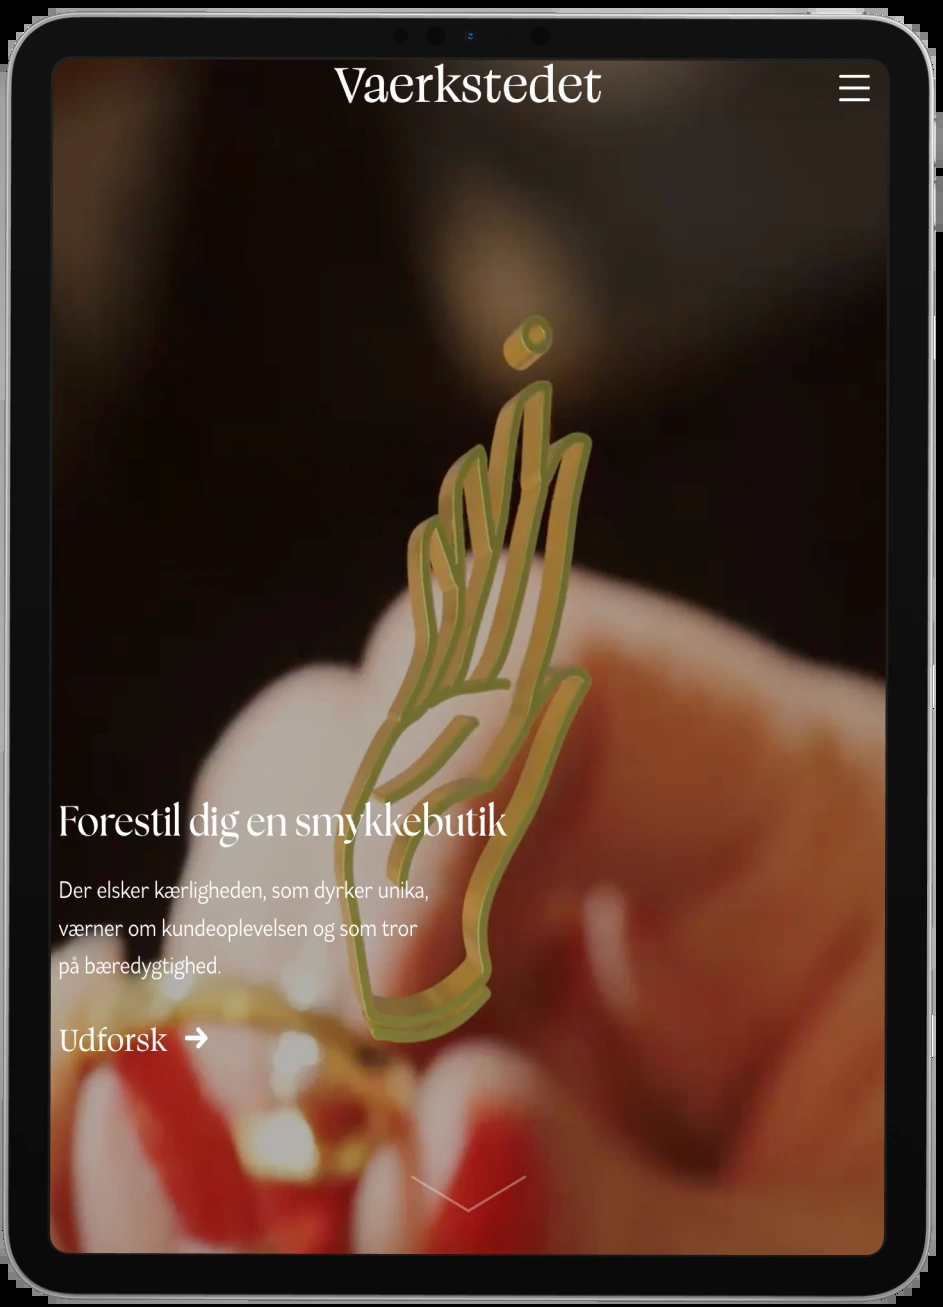 Vaerkstedet
Forestil dig en smykkebutik
Der elsker kærligheden, som dyrker unika,
værner om kundeoplevelsen og som tror
på bæredygtighed.
Udforsk